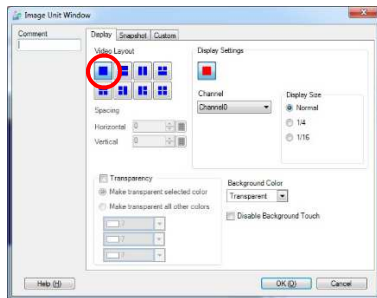 Image Unit Window
Comment
Display Snapshot Custom
Video Layout
Display Settings
Channel
Channel0
Display Size
Normal
1/4
1/16
Spacing
Horizontal 0
Vertical 0
Transparency
Make transparent selected color
Make transparent all other colors
Background Color
Transparent
Disable Background Touch
Help (H)
OK (O)
Cancel